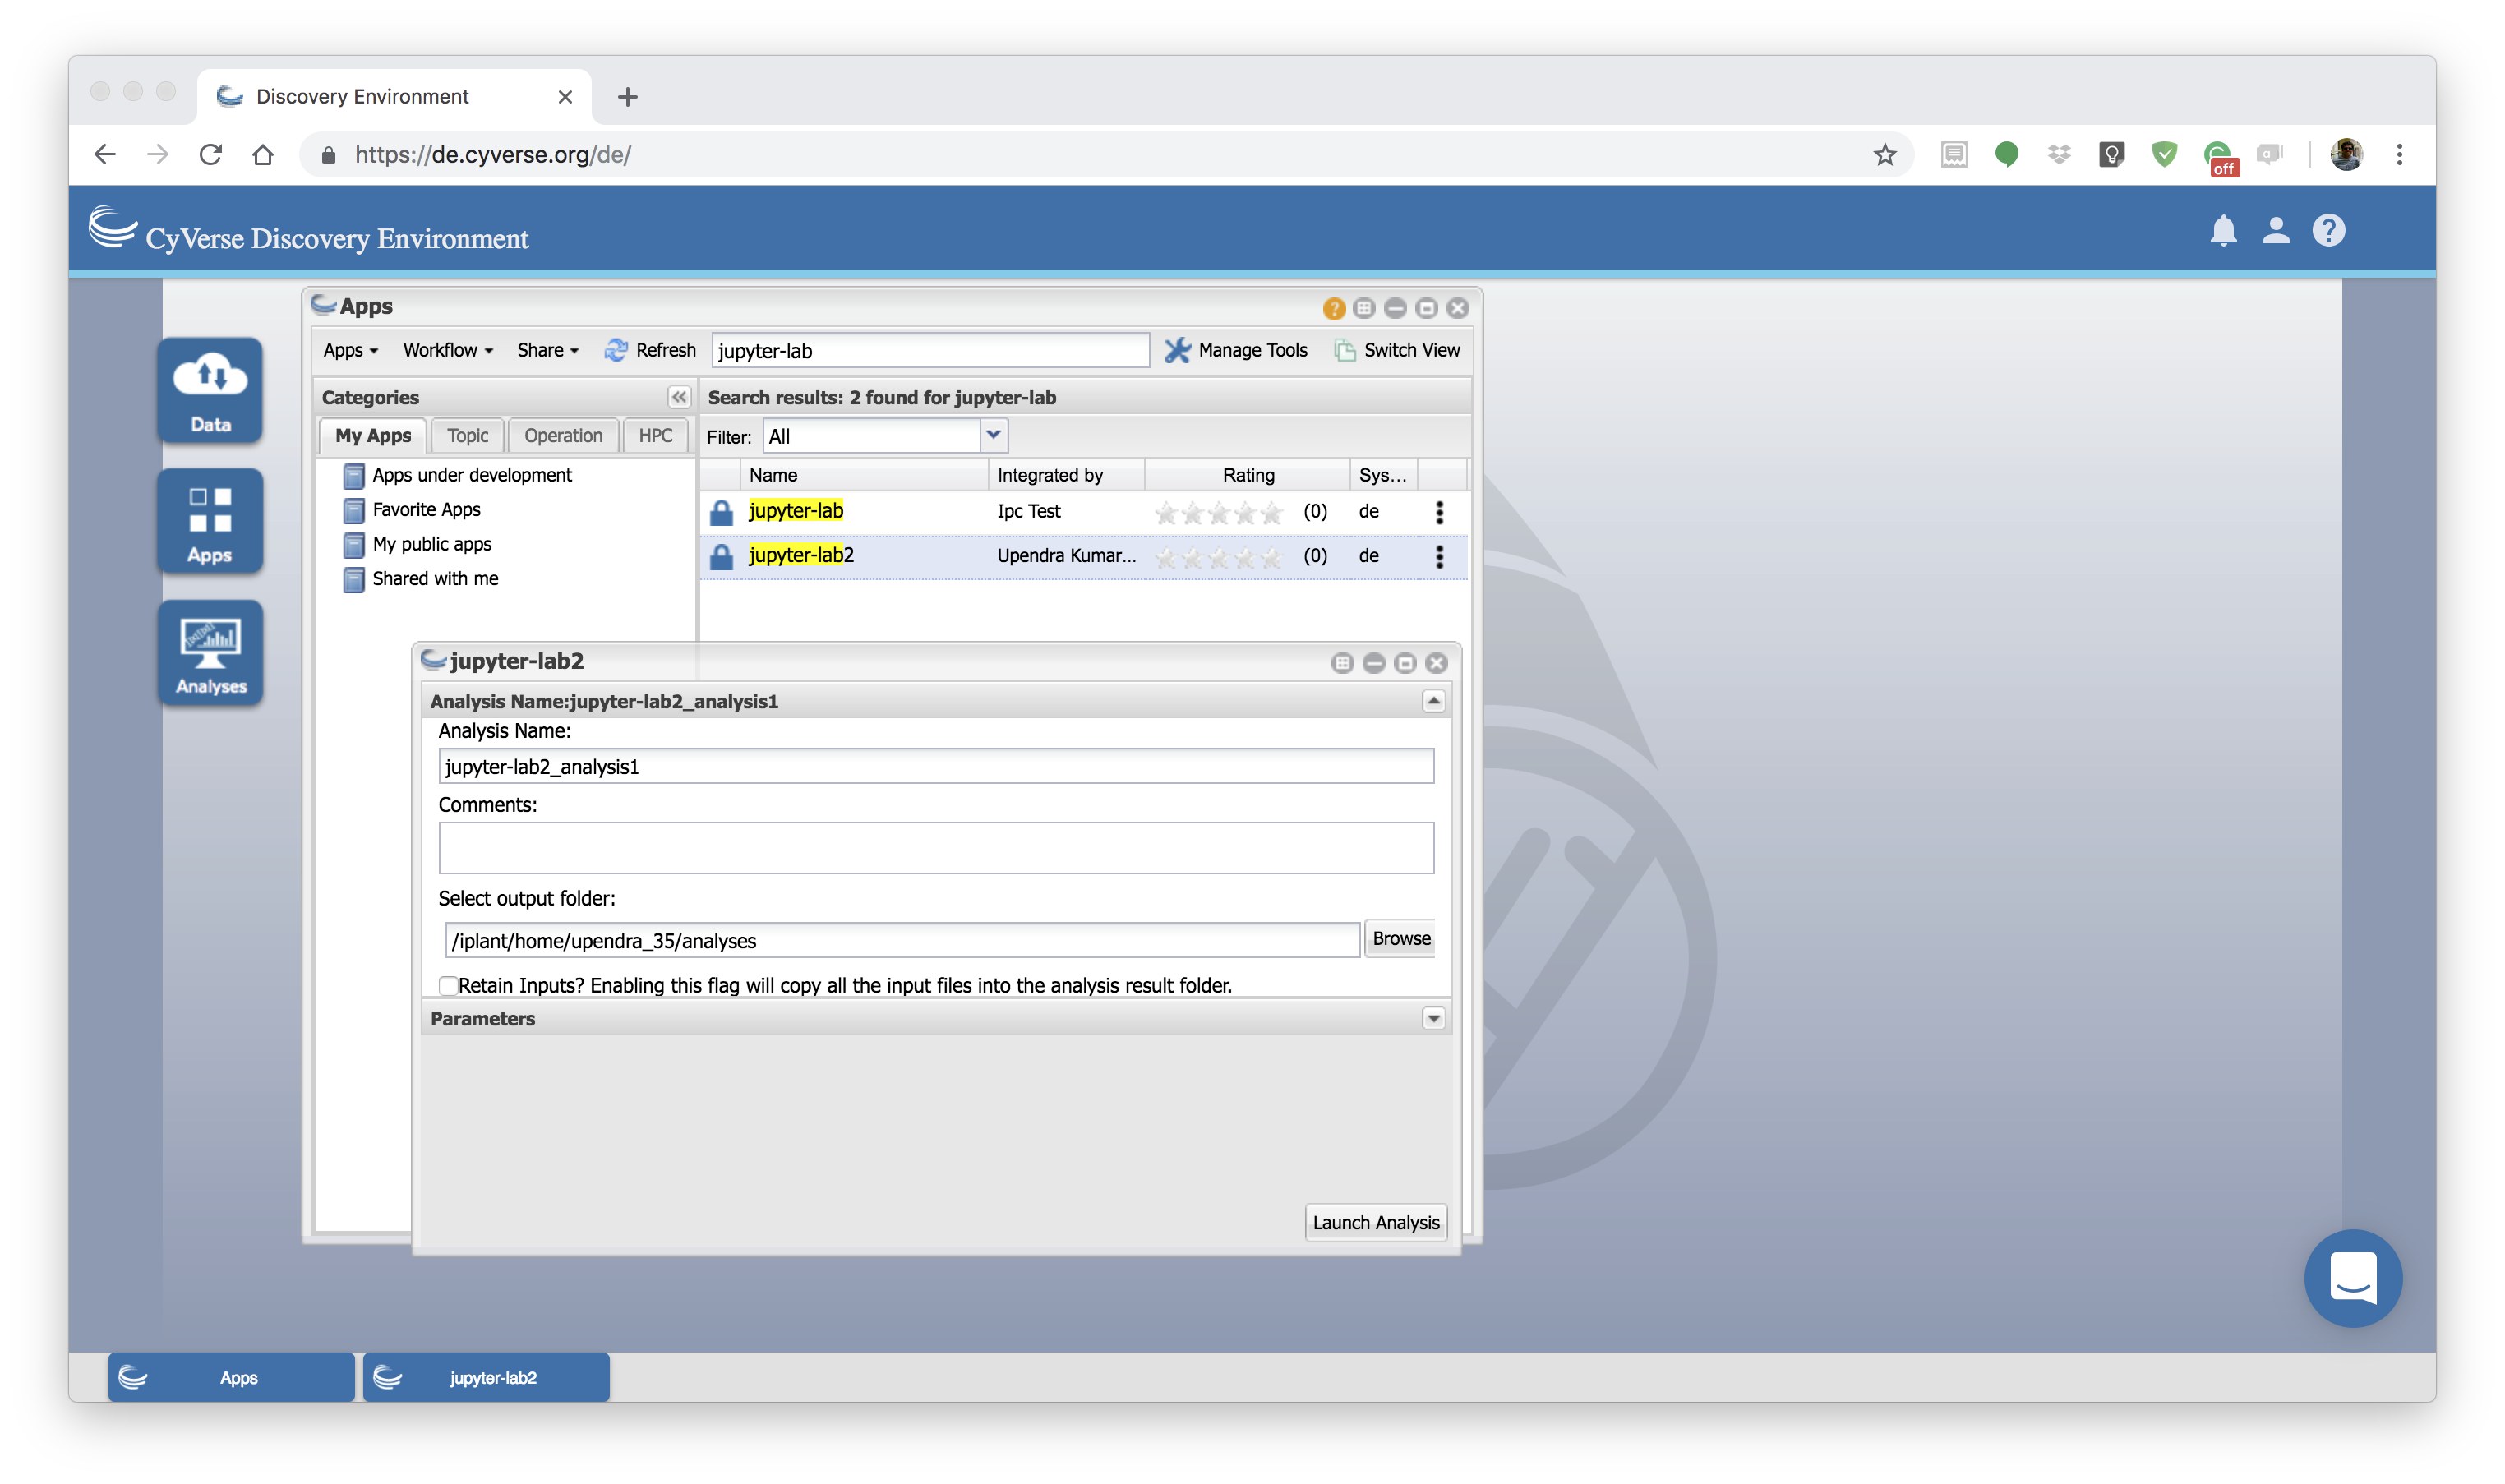 Discovery Environment
https://de.cyverse.org/de/
off
CyVerse Discovery Environment
Data
Apps
Analyses
Apps
Apps Workflow Share Refresh jupyter-lab Manage Tools Switch View
Categories
My Apps Topic Operation HPC
Apps under development
Favorite Apps
My public apps
Shared with me
Search results: 2 found for jupyter-lab
Filter: All
Name Integrated by Rating Sys...
jupyter-lab Ipc Test (0) de
jupyter-lab2 Upendra Kumar... (0) de
jupyter-lab2
Analysis Name:jupyter-lab2_analysis1
Analysis Name:
jupyter-lab2_analysis1
Comments:
Select output folder:
/iplant/home/upendra_35/analyses Browse
Retain Inputs? Enabling this flag will copy all the input files into the analysis result folder.
Parameters
Launch Analysis
Apps jupyter-lab2